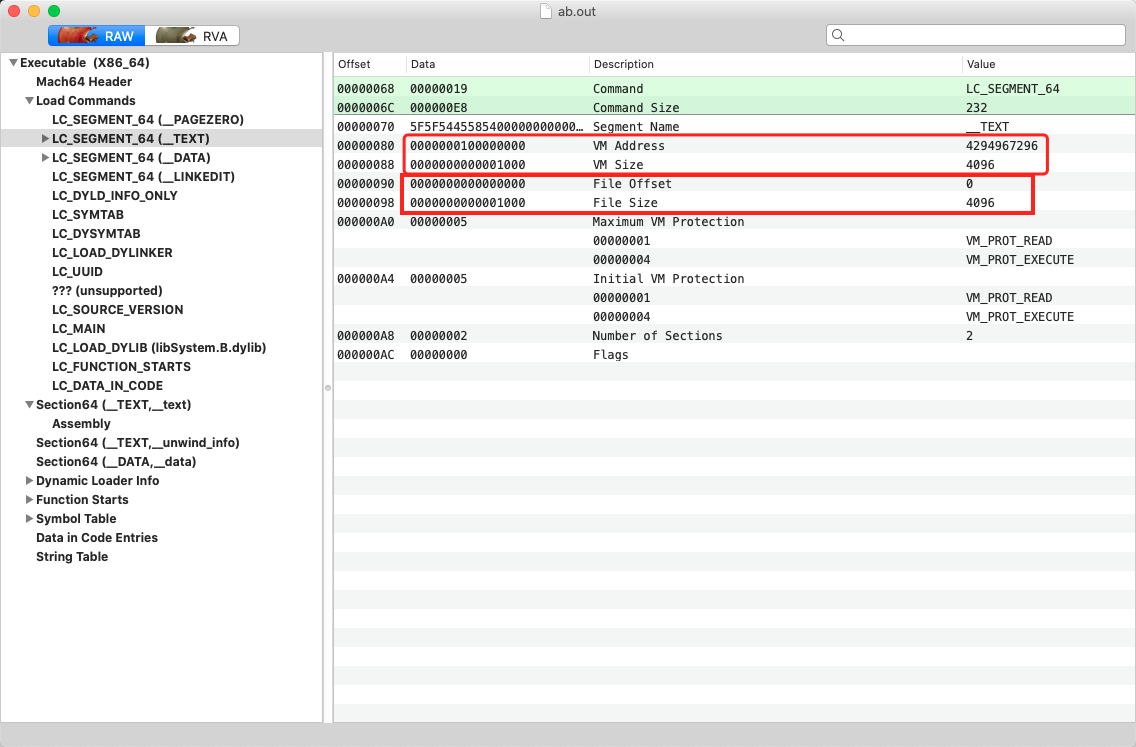 ab.out
RAW RVA
Executable (X86_64)
Mach64 Header
Load Commands
LC_SEGMENT_64 (__PAGEZERO)
LC_SEGMENT_64 (__TEXT)
LC_SEGMENT_64 (__DATA)
LC_SEGMENT_64 (__LINKEDIT)
LC_DYLD_INFO_ONLY
LC_SYMTAB
LC_DYSYMTAB
LC_LOAD_DYLINKER
LC_UUID
??? (unsupported)
LC_SOURCE_VERSION
LC_MAIN
LC_LOAD_DYLIB (libSystem.B.dylib)
LC_FUNCTION_STARTS
LC_DATA_IN_CODE
Section64 (__TEXT,__text)
Assembly
Section64 (__TEXT,__unwind_info)
Section64 (__DATA,__data)
Dynamic Loader Info
Function Starts
Symbol Table
Data in Code Entries
String Table
Offset Data Description Value
00000068 00000019 Command LC_SEGMENT_64
0000006C 000000E8 Command Size 232
00000070 5F5F5445585400000000000… Segment Name __TEXT
00000080 0000000100000000 VM Address 4294967296
00000088 0000000000001000 VM Size 4096
00000090 0000000000000000 File Offset 0
00000098 0000000000001000 File Size 4096
000000A0 00000005 Maximum VM Protection
00000001 VM_PROT_READ
00000004 VM_PROT_EXECUTE
000000A4 00000005 Initial VM Protection
00000001 VM_PROT_READ
00000004 VM_PROT_EXECUTE
000000A8 00000002 Number of Sections 2
000000AC 00000000 Flags